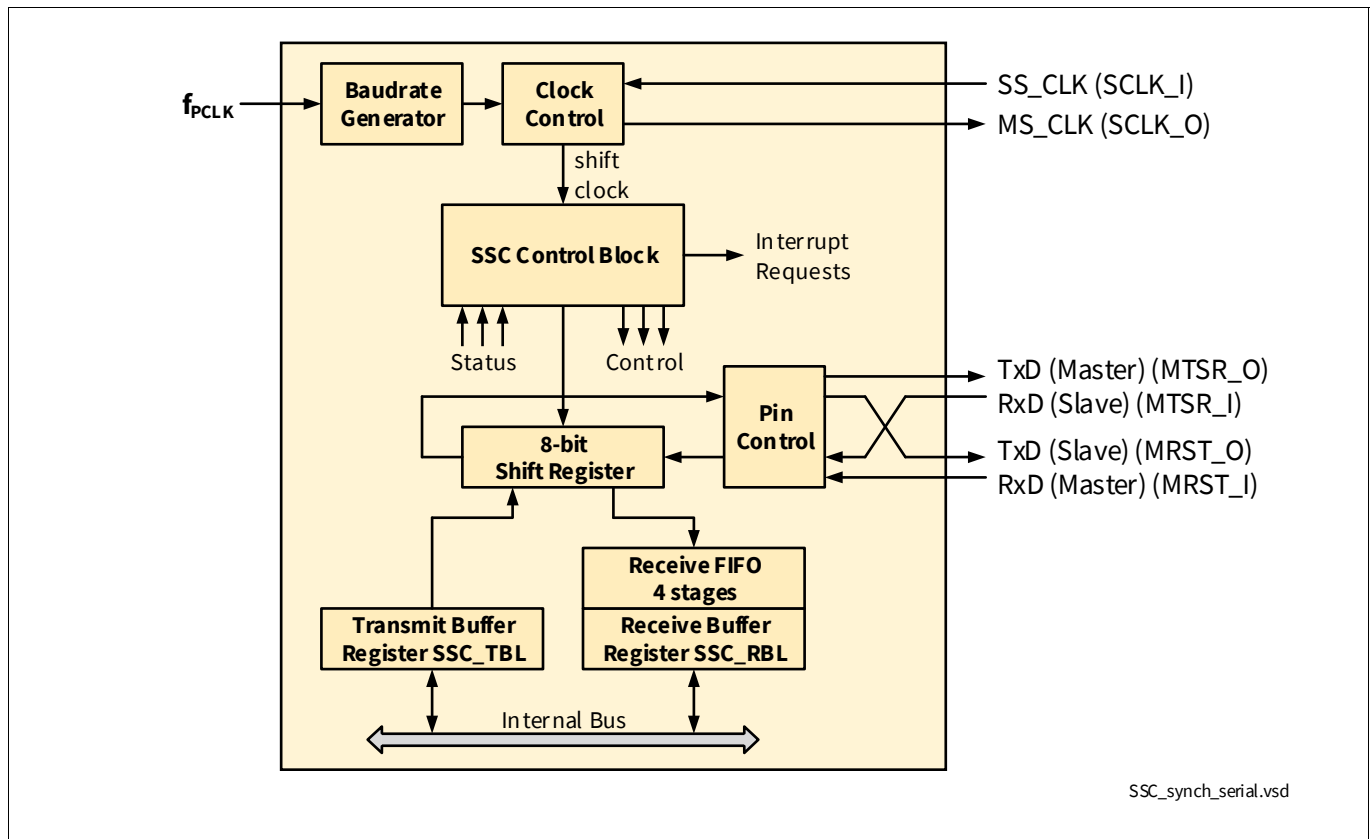 Baudrate
Generator
Clock
Control
SS_CLK (SCLK_I)
f_PCLK
MS_CLK (SCLK_O)
shift
clock
SSC Control Block
Interrupt
Requests
Status
Control
Pin
Control
TxD (Master) (MTSR_O)
RxD (Slave) (MTSR_I)
TxD (Slave) (MRST_O)
RxD (Master) (MRST_I)
8-bit
Shift Register
Receive FIFO
4 stages
Transmit Buffer
Register SSC_TBL
Receive Buffer
Register SSC_RBL
Internal Bus
SSC_synch_serial.vsd